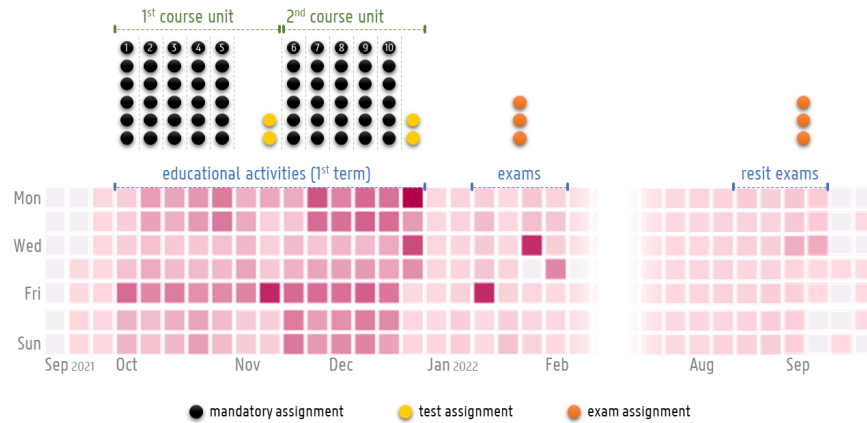 1st course unit 2nd course unit
1 2 3 4 5 6 7 8 9 10
educational activities (1st term) exams resit exams
Mon
Wed
Fri
Sun
Sep 2021 Oct Nov Dec Jan 2022 Feb Aug Sep
mandatory assignment test assignment exam assignment